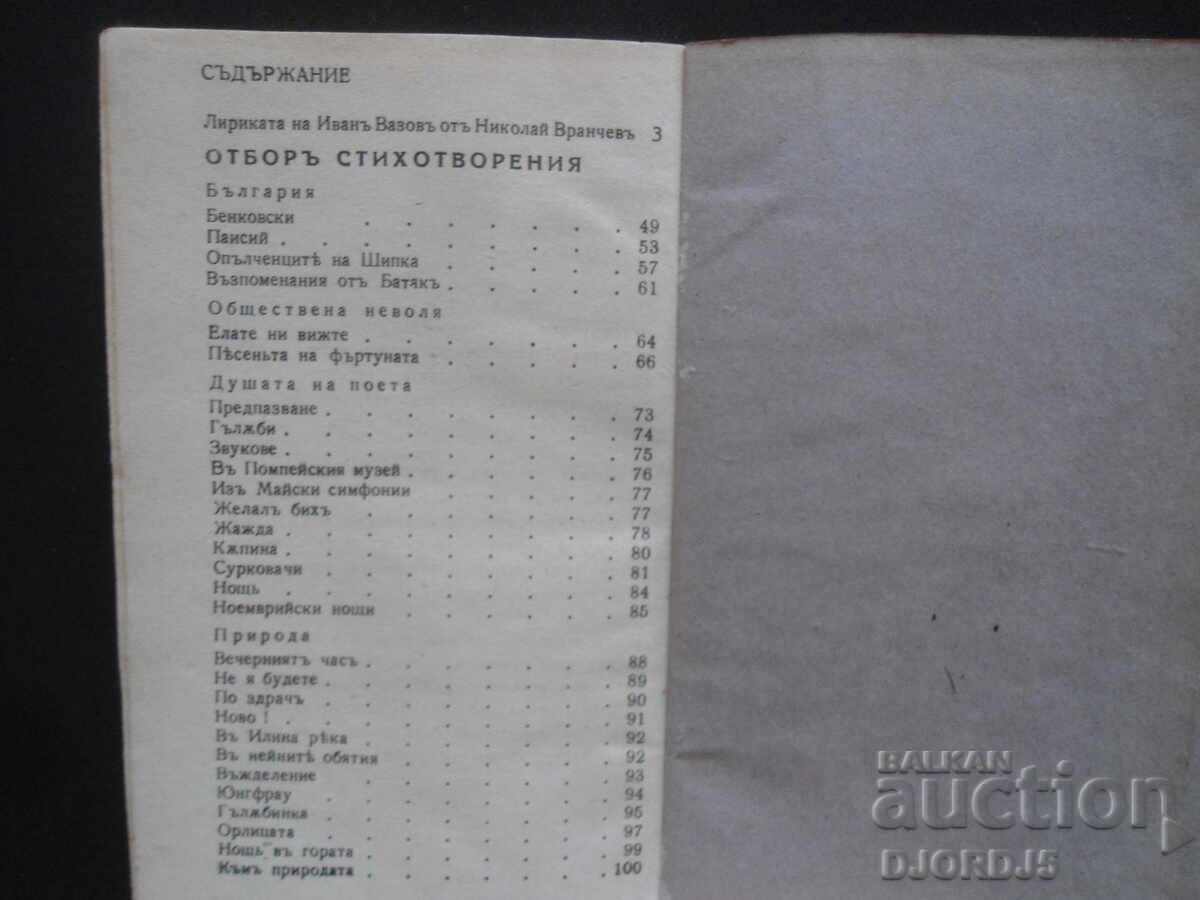 СЪДЪРЖАНИЕ
Лириката на Иванъ Вазовъ отъ Николай Вранчевъ 3
ОТБОРЪ СТИХОТВОРЕНИЯ
България
Бенковски . . . . . . . 49
Паисий . . . . . . . . . 53
Опълченцитѣ на Шипка . . . . . 57
Възпоменания отъ Батякъ . . . . . 61
Обществена неволя
Елате ни вижте . . . . . . . 64
Пѣсеньта на фъртуната . . . . . 66
Душата на поета
Предпазване . . . . . . . . 73
Гълѫби . . . . . . . . . 74
Звукове . . . . . . . . . 75
Въ Помпейския музей . . . . . . 76
Изъ Майски симфонии . . . . . 77
Желалъ бихъ . . . . . . . 77
Жажда . . . . . . . . . 78
Кѫпина . . . . . . . . . 80
Сурковачи . . . . . . . . 81
Нощь . . . . . . . . . 84
Ноемврийски нощи . . . . . . 85
Природа
Вечерниятъ часъ . . . . . . . 88
Не я будете . . . . . . . . 89
По здрачъ . . . . . . . . 90
Ново ! . . . . . . . . . 91
Въ Илина рѣка . . . . . . . 92
Въ нейнитѣ обятия . . . . . . 92
Въжделение . . . . . . . . 93
Юнгфрау . . . . . . . . 94
Гълѫбинка . . . . . . . . 95
Орлицата . . . . . . . . 97
Нощь въ гората . . . . . . . 99
Къмъ природата . . . . . . . 100
BALKAN
auction
DJORDJ5